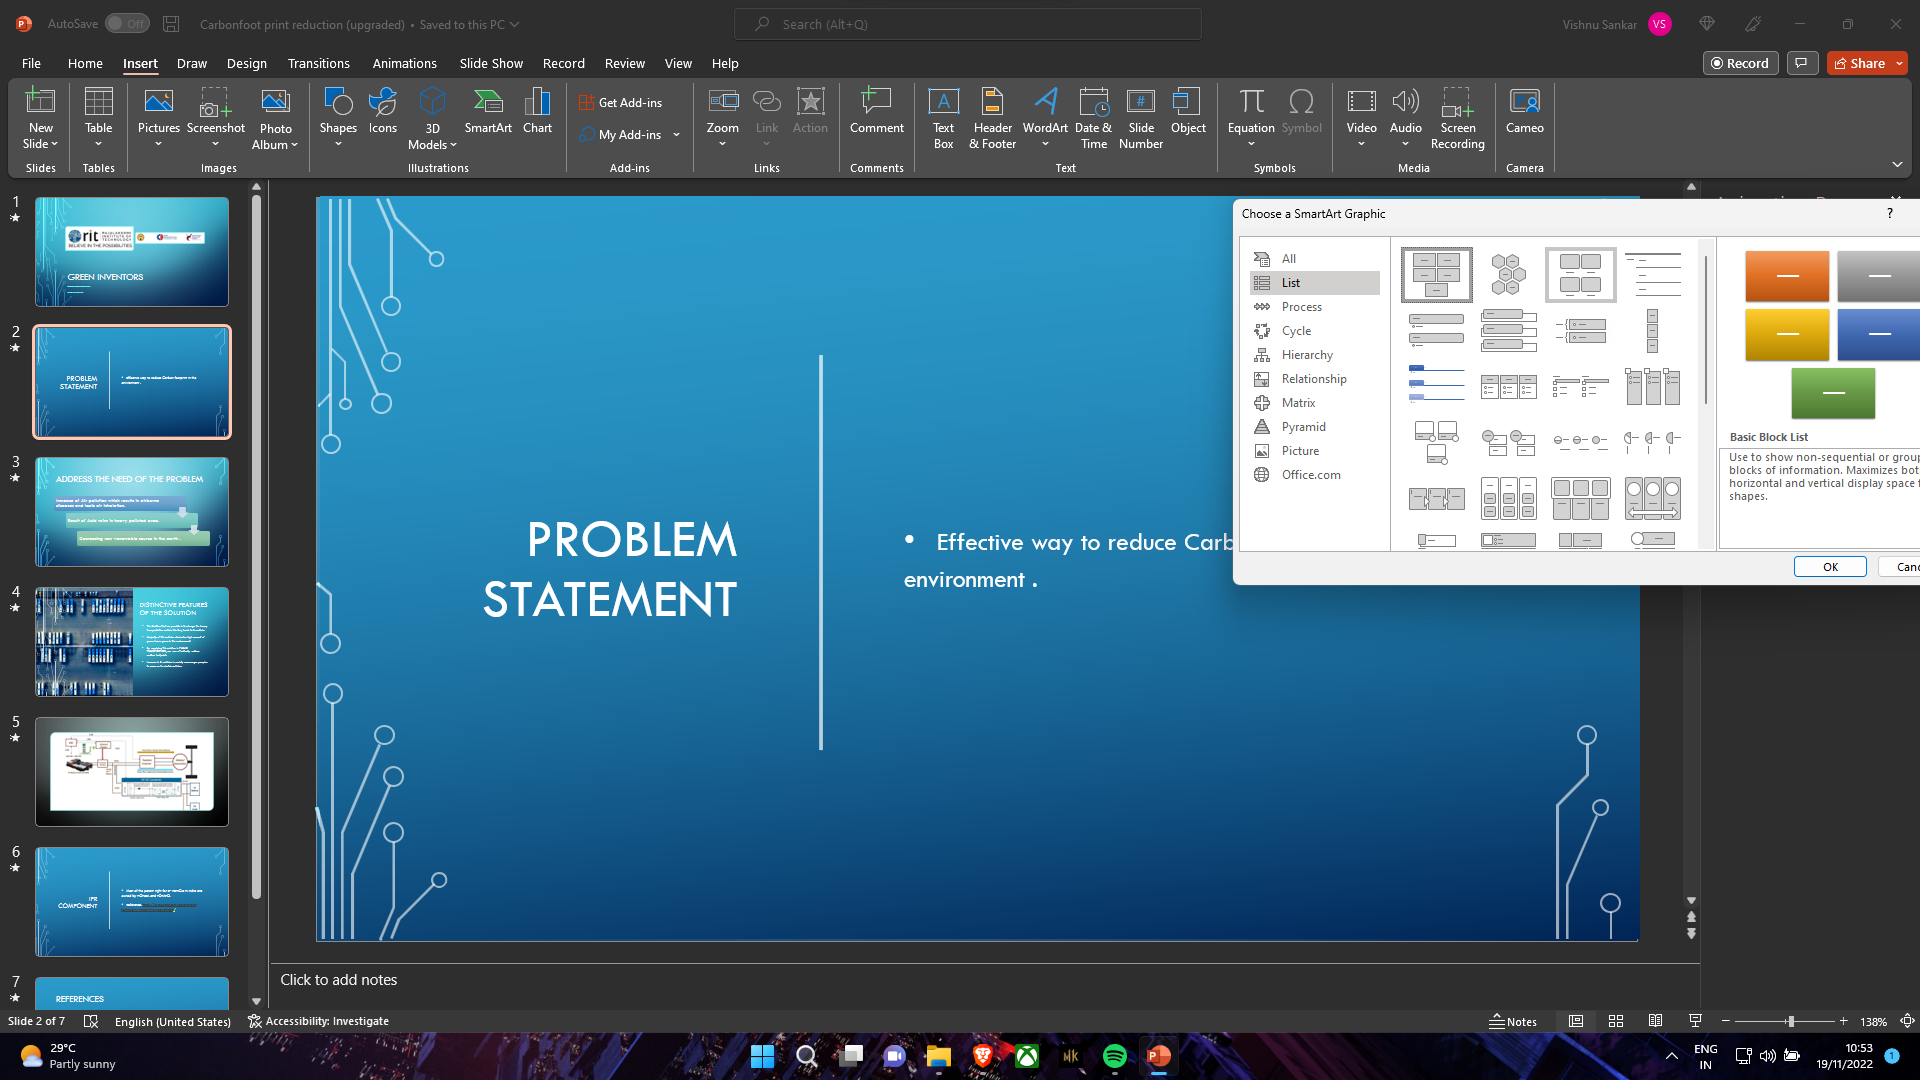 AutoSave Off Carbonfoot print reduction (upgraded) • Saved to this PC Search (Alt+Q) Vishnu Sankar VS
File Home Insert Draw Design Transitions Animations Slide Show Record Review View Help Record Share
New Slide Table Pictures Screenshot Photo Album Shapes Icons 3D Models SmartArt Chart Get Add-ins My Add-ins Zoom Link Action Comment Text Box Header & Footer WordArt Date & Time Slide Number Object Equation Symbol Video Audio Screen Recording Cameo
Slides Tables Images Illustrations Add-ins Links Comments Text Symbols Media Camera
1
rit
BELIEVE IN THE POSSIBILITIES
GREEN INVENTORS
2
PROBLEM
STATEMENT
3
ADDRESS THE NEED OF THE PROBLEM
4
DISTINCTIVE FEATURES
OF THE SOLUTION
5
6
IPR
COMPONENT
7
REFERENCES
PROBLEM
STATEMENT
• Effective way to reduce Carb
environment .
Choose a SmartArt Graphic ?
All
List
Process
Cycle
Hierarchy
Relationship
Matrix
Pyramid
Picture
Office.com
Basic Block List
Use to show non-sequential or group
blocks of information. Maximizes bot
horizontal and vertical display space f
shapes.
OK Canc
Click to add notes
Slide 2 of 7 English (United States) Accessibility: Investigate Notes 138%
29°C
Partly sunny
MK
ENG
IN
10:53
19/11/2022
1